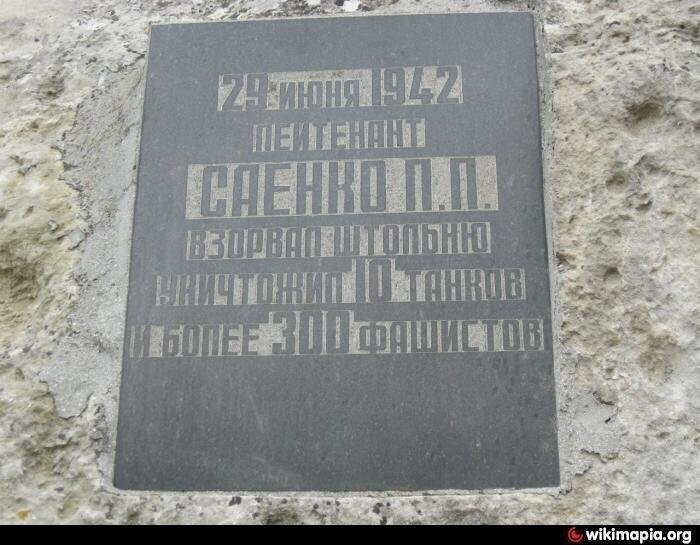 29 июня 1942
лейтенант
САЕНКО П.П.
взорвал штольню
уничтожил 10 танков
и более 300 фашистов
wikimapia.org